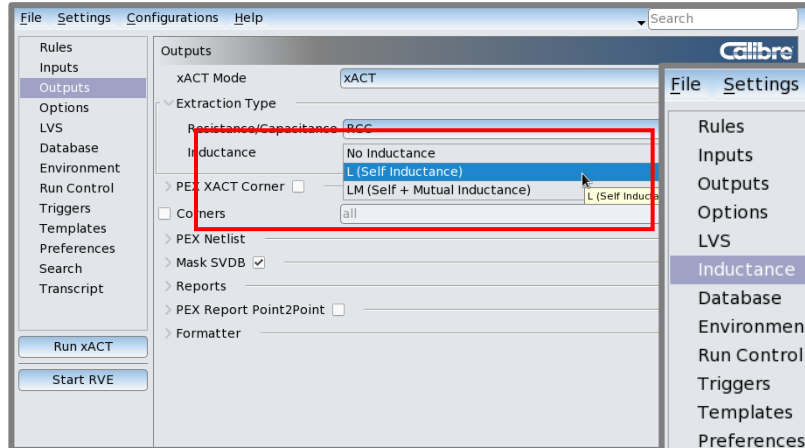 File Settings Configurations Help
Search
Rules
Inputs
Outputs
Options
LVS
Database
Environment
Run Control
Triggers
Templates
Preferences
Search
Transcript
Run xACT
Start RVE
Outputs
Calibre
xACT Mode xACT
Extraction Type
Resistance/Capacitance RCC
Inductance
No Inductance
L (Self Inductance)
LM (Self + Mutual Inductance)
L (Self Inducta
PEX XACT Corner
Corners all
PEX Netlist
Mask SVDB
Reports
PEX Report Point2Point
Formatter
File Settings
Rules
Inputs
Outputs
Options
LVS
Inductance
Database
Environmen
Run Control
Triggers
Templates
Preferences